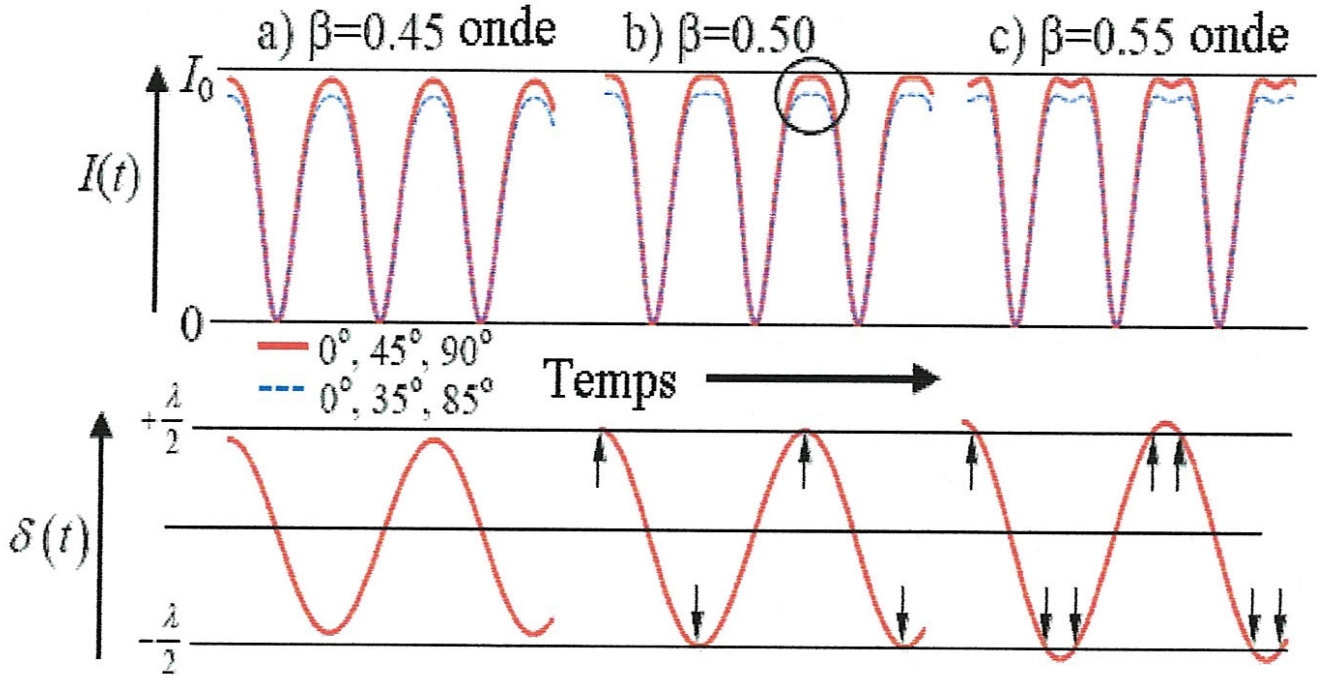 a) β=0.45 onde
b) β=0.50
c) β=0.55 onde
I₀
I(t)
0
0°, 45°, 90°
0°, 35°, 85°
Temps
+λ/2
δ(t)
-λ/2